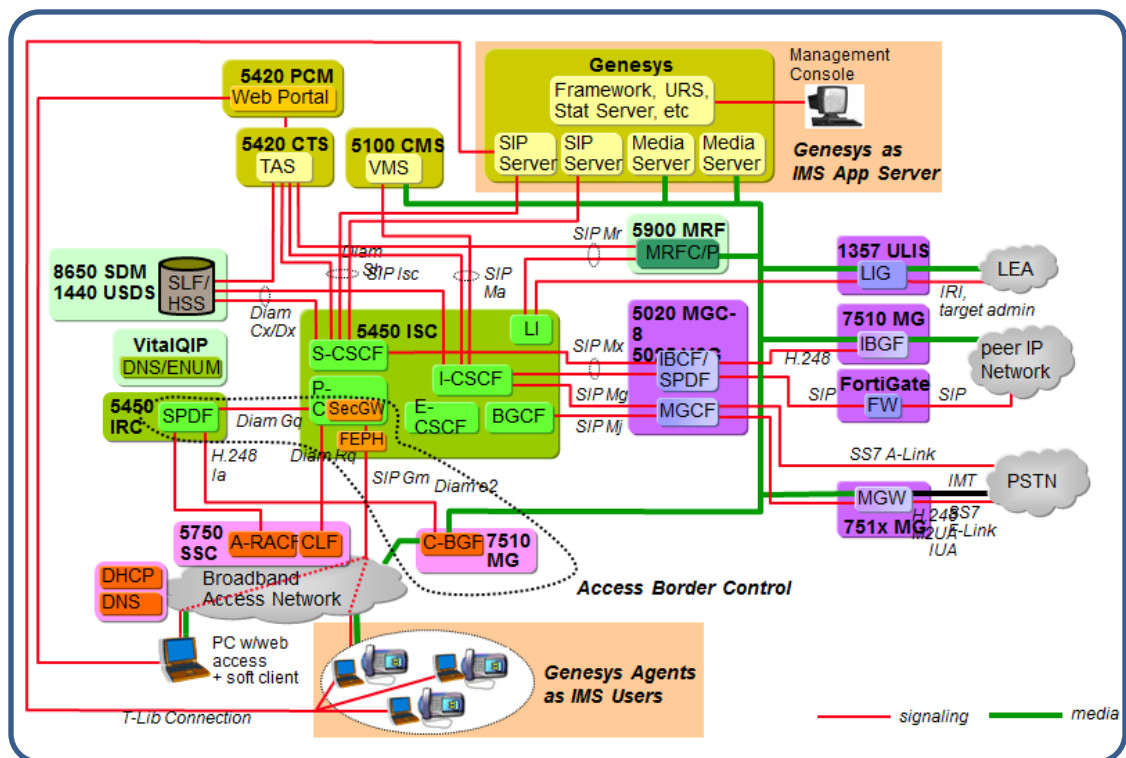 Genesys
Framework, URS,
Stat Server, etc
SIP
Server
SIP
Server
Media
Server
Media
Server
Management
Console
Genesys as
IMS App Server
5420 PCM
Web Portal
5420 CTS
TAS
5100 CMS
VMS
5900 MRF
MRFC/P
SIP Mr
1357 ULIS
LIG
LEA
IRI,
target admin
8650 SDM
1440 USDS
SLF/
HSS
Diam
Sh
SIP Isc
SIP
Ma
Diam
Cx/Dx
5450 ISC
LI
S-CSCF
I-CSCF
P-
SecGW
FEPH
E-
CSCF
BGCF
SIP Mx
SIP Mg
SIP Mj
5020 MGC-
8
IBCF/
SPDF
MGCF
7510 MG
IBGF
H.248
peer IP
Network
FortiGate
FW
SIP
SIP
VitalQIP
DNS/ENUM
5450
IRC
SPDF
Diam Gq
H.248
Ia
Diam Rq
SIP Gm
Diam e2
SS7 A-Link
IMT
PSTN
MGW
751x MG
H.248
M2UA
IUA
SS7
E-Link
5750
SSC
A-RACF
CLF
C-BGF
7510
MG
DHCP
DNS
Broadband
Access Network
Access Border Control
PC w/web
access
+ soft client
Genesys Agents
as IMS Users
T-Lib Connection
signaling
media